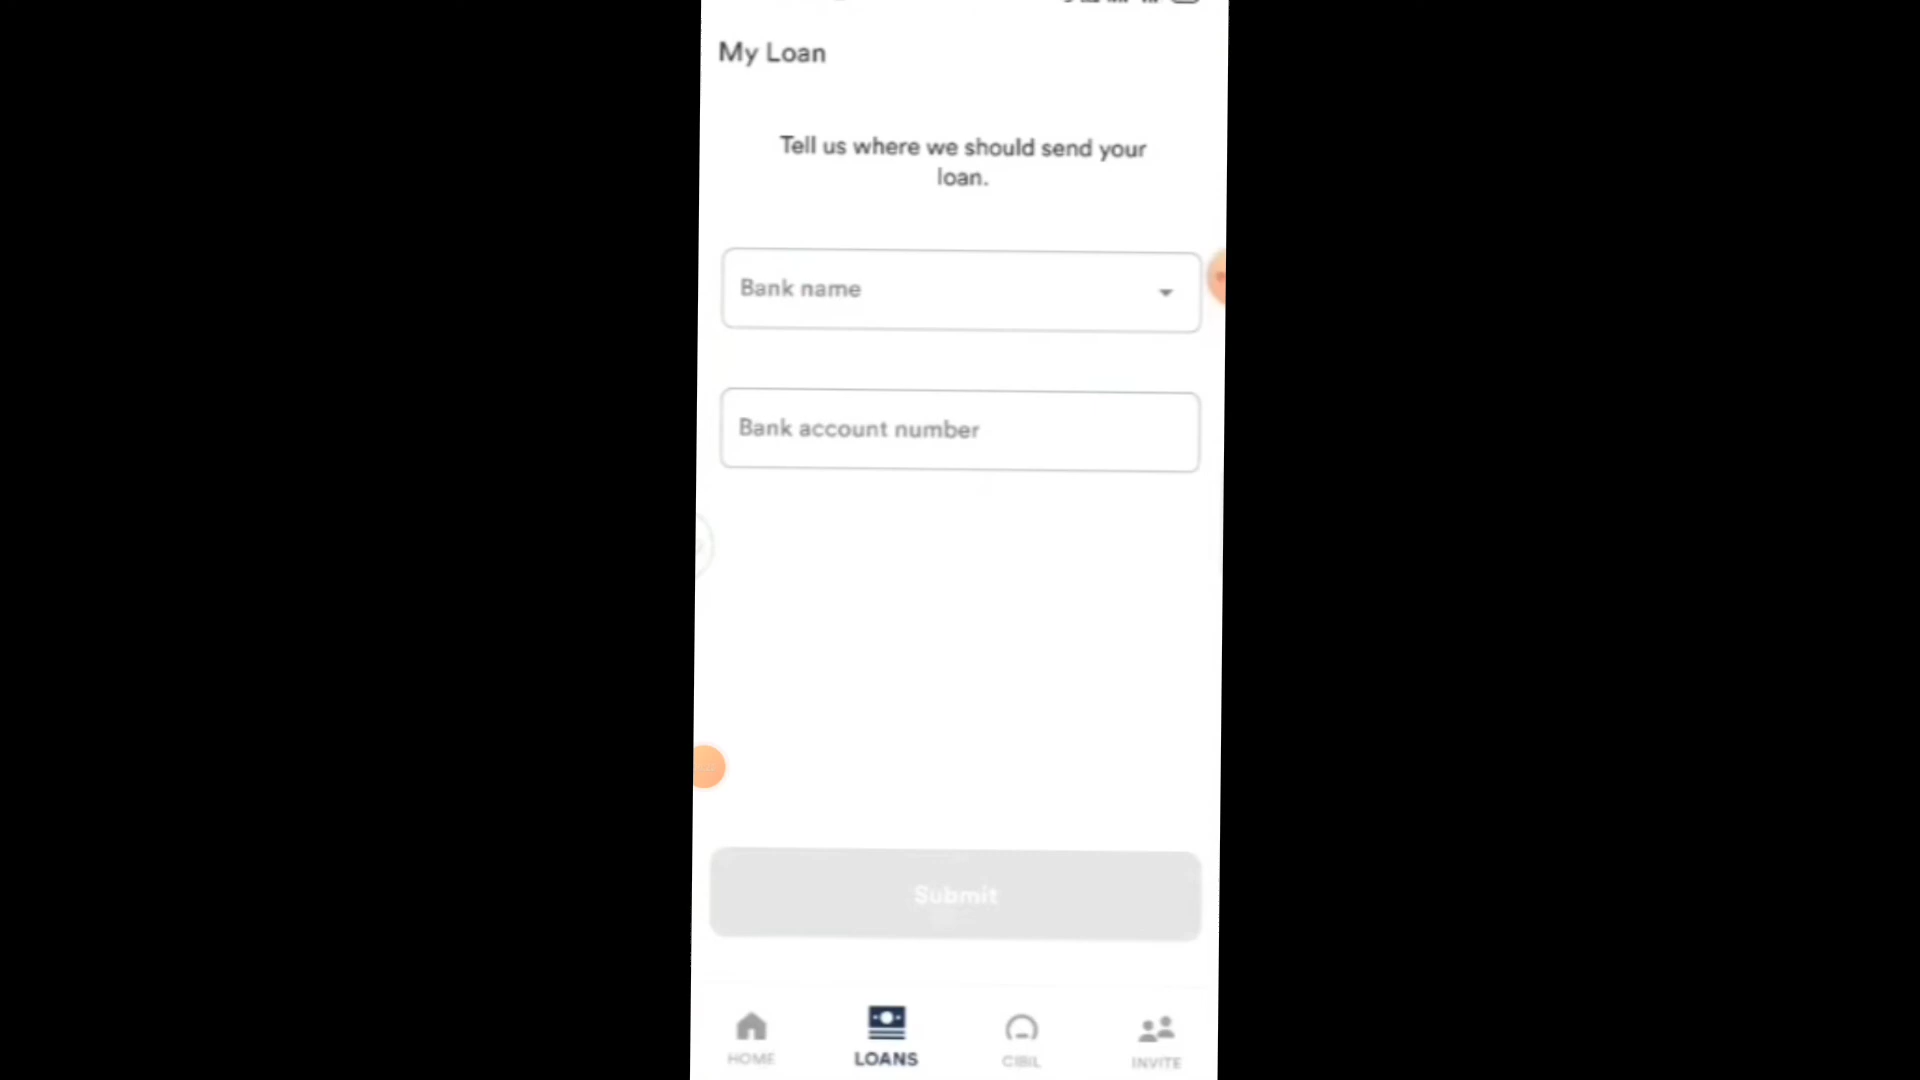 My Loan
Tell us where we should send your
loan.
Bank name
Bank account number
Submit
HOME
LOANS
CIBIL
INVITE